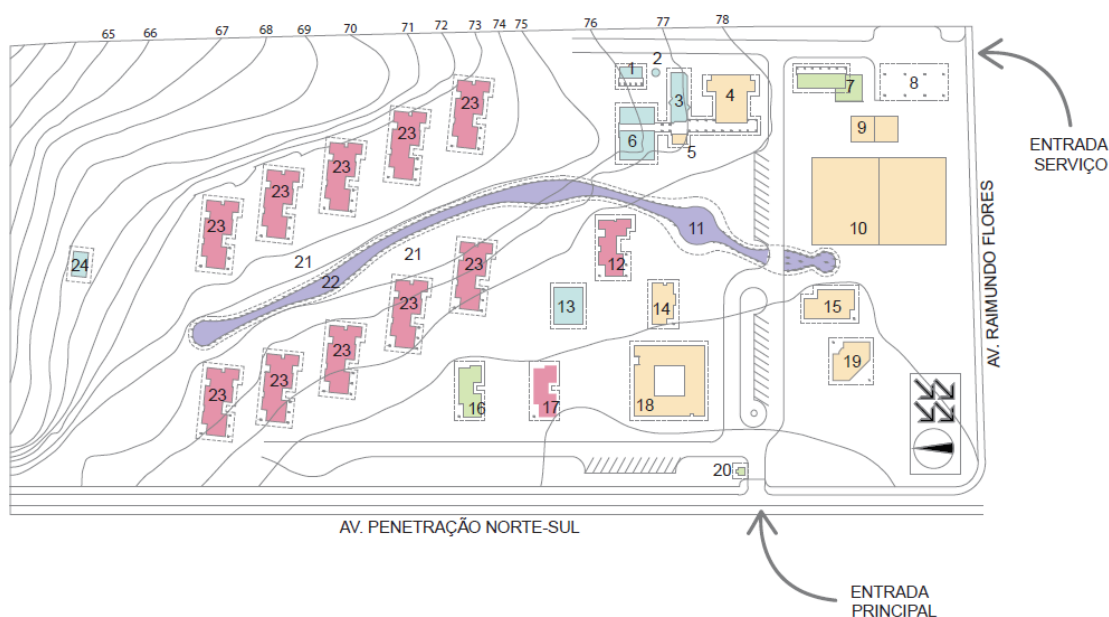 65 66 67 68 69 70 71 72 73 74 75 76 77 78
1 2 3 4 5 6 7 8 9
ENTRADA
SERVIÇO
23
23
23
23
23
10
11
12
21 21
22
24
23
23
23
23
23
13 14 15
16 17 18 19
20
AV. RAIMUNDO FLORES
AV. PENETRAÇÃO NORTE-SUL
ENTRADA
PRINCIPAL